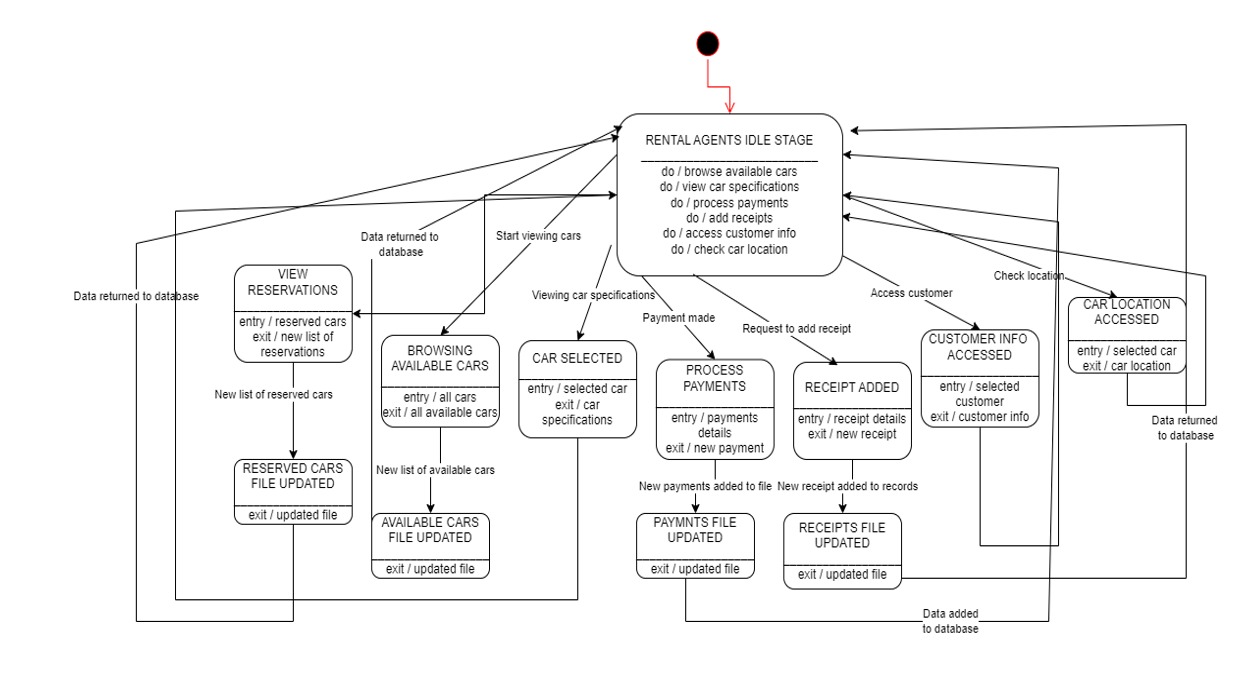 RENTAL AGENTS IDLE STAGE
do / browse available cars
do / view car specifications
do / process payments
do / add receipts
do / access customer info
do / check car location
Data returned to
database
Start viewing cars
Data returned to database
Viewing car specifications
Payment made
Request to add receipt
Access customer
Check location
VIEW
RESERVATIONS
entry / reserved cars
exit / new list of
reservations
BROWSING
AVAILABLE CARS
entry / all cars
exit / all available cars
CAR SELECTED
entry / selected car
exit / car
specifications
PROCESS
PAYMENTS
entry / payments
details
exit / new payment
RECEIPT ADDED
entry / receipt details
exit / new receipt
CUSTOMER INFO
ACCESSED
entry / selected
customer
exit / customer info
CAR LOCATION
ACCESSED
entry / selected car
exit / car location
Data returned
to database
New list of reserved cars
New list of available cars
New payments added to file
New receipt added to records
RESERVED CARS
FILE UPDATED
exit / updated file
AVAILABLE CARS
FILE UPDATED
exit / updated file
PAYMNTS FILE
UPDATED
exit / updated file
RECEIPTS FILE
UPDATED
exit / updated file
Data added
to database